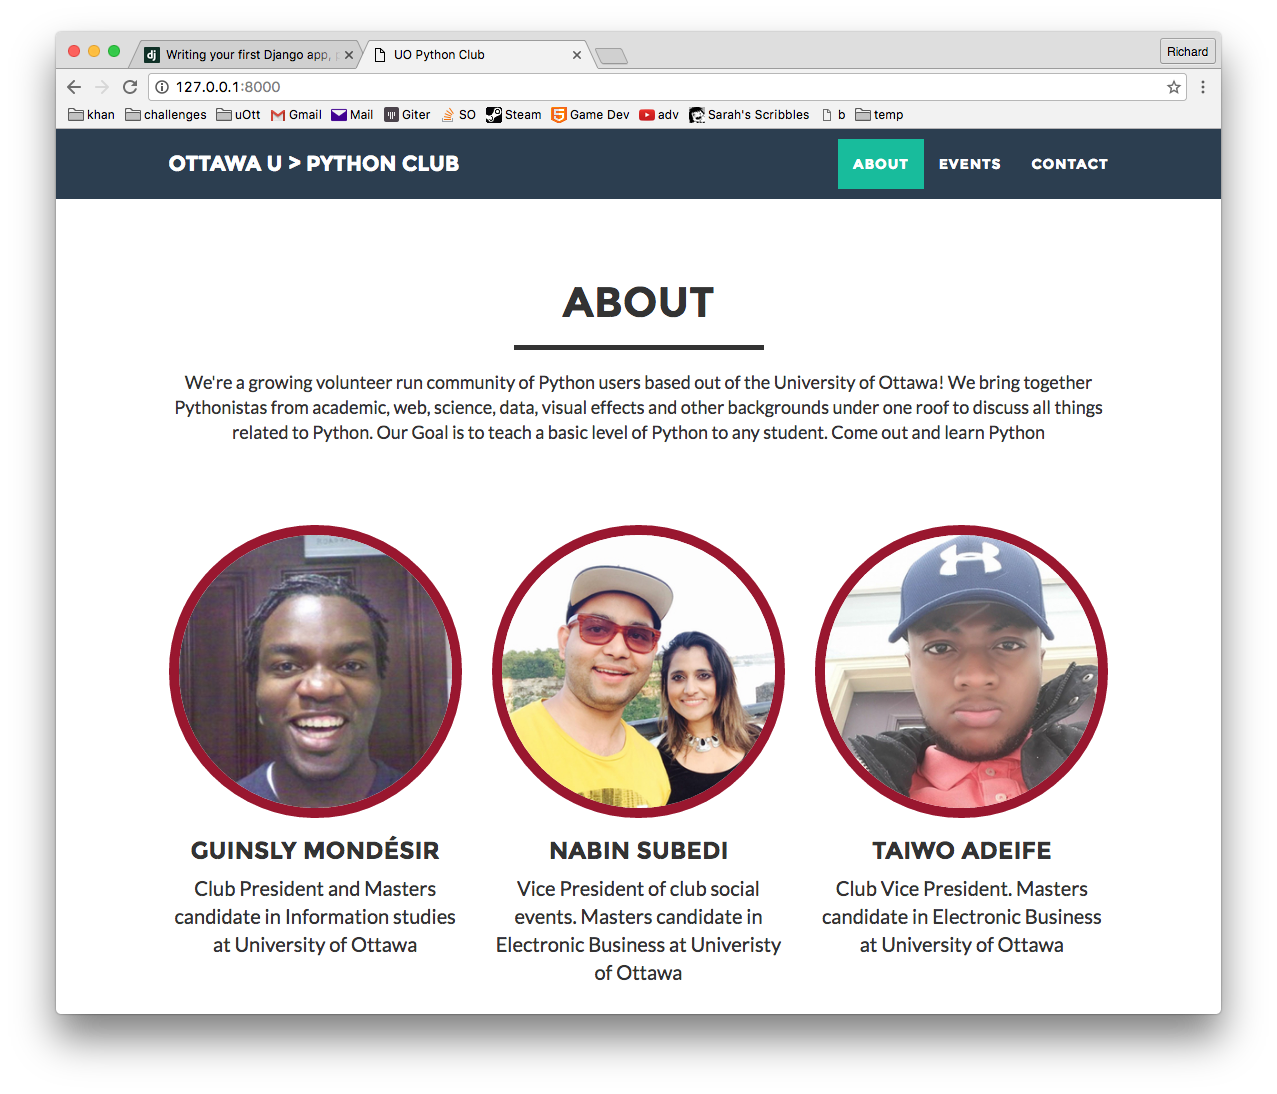 Writing your first Django app, p
UO Python Club
Richard
127.0.0.1:8000
khan challenges uOtt Gmail Mail Giter SO Steam Game Dev adv Sarah's Scribbles b temp
OTTAWA U > PYTHON CLUB ABOUT EVENTS CONTACT
ABOUT
We're a growing volunteer run community of Python users based out of the University of Ottawa! We bring together
Pythonistas from academic, web, science, data, visual effects and other backgrounds under one roof to discuss all things
related to Python. Our Goal is to teach a basic level of Python to any student. Come out and learn Python
GUINSLY MONDÉSIR
Club President and Masters
candidate in Information studies
at University of Ottawa
NABIN SUBEDI
Vice President of club social
events. Masters candidate in
Electronic Business at Univeristy
of Ottawa
TAIWO ADEIFE
Club Vice President. Masters
candidate in Electronic Business
at University of Ottawa